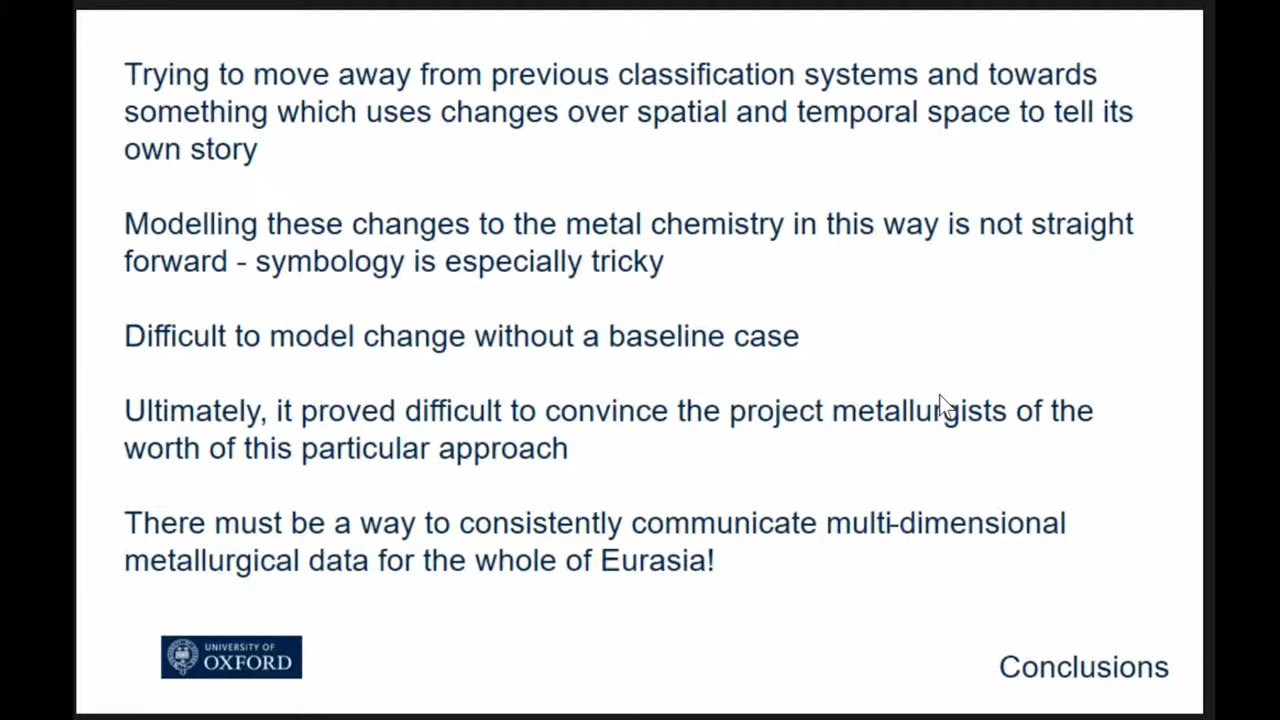 Trying to move away from previous classification systems and towards
something which uses changes over spatial and temporal space to tell its
own story
Modelling these changes to the metal chemistry in this way is not straight
forward - symbology is especially tricky
Difficult to model change without a baseline case
Ultimately, it proved difficult to convince the project metallurgists of the
worth of this particular approach
There must be a way to consistently communicate multi-dimensional
metallurgical data for the whole of Eurasia!
UNIVERSITY OF
OXFORD
Conclusions